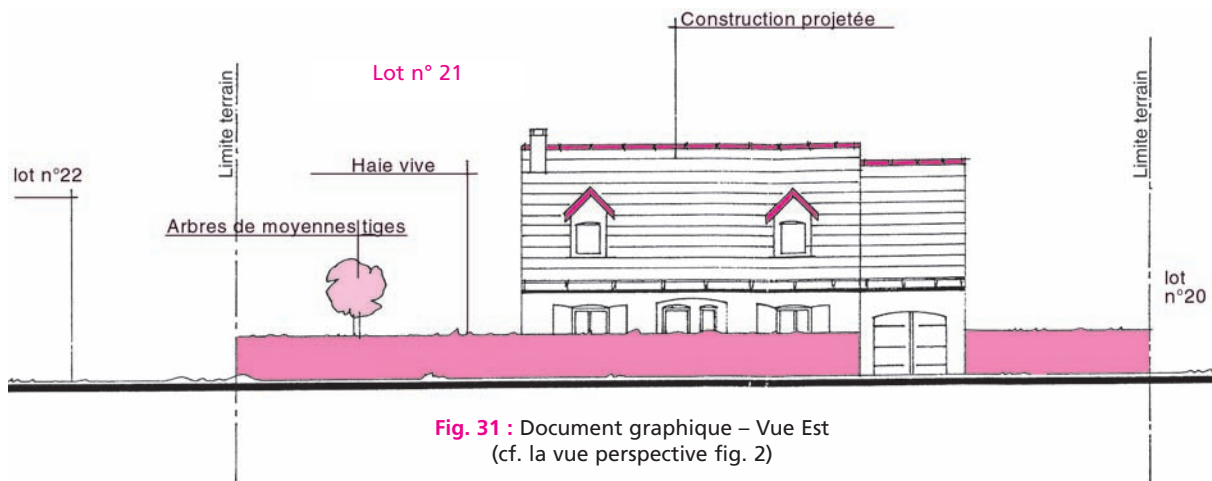 Construction projetée
Lot n° 21
Limite terrain
Limite terrain
Haie vive
lot n°22
Arbres de moyennes tiges
lot
n°20
Fig. 31 : Document graphique – Vue Est
(cf. la vue perspective fig. 2)